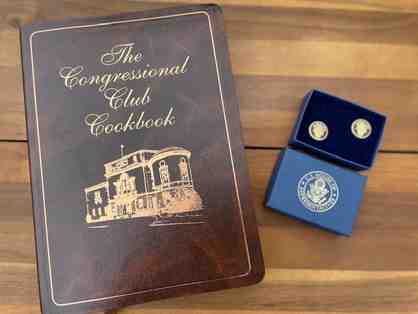 The
Congressional
Club
Cookbook